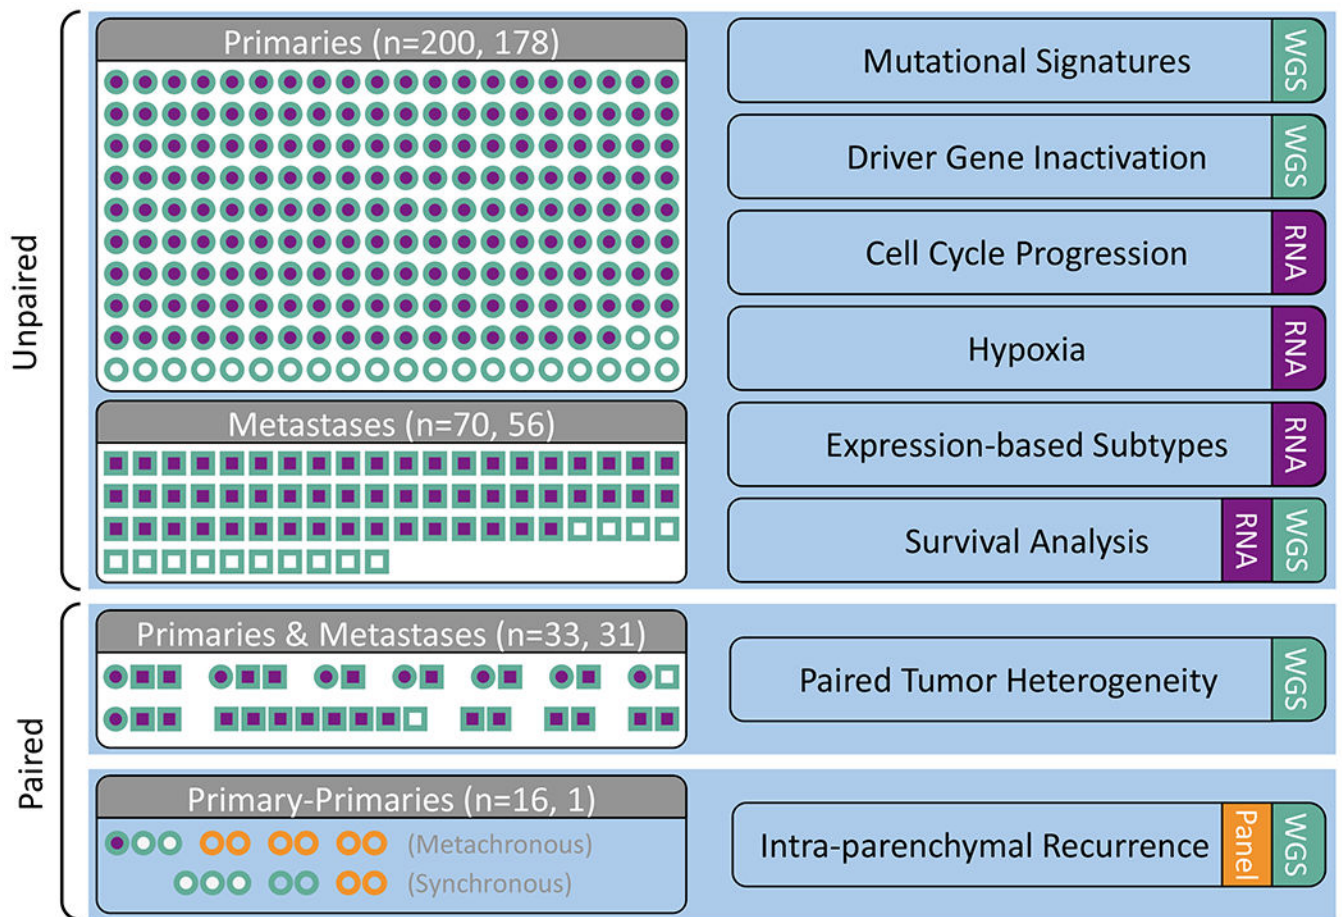 Unpaired
Primaries (n=200, 178)
Metastases (n=70, 56)
Mutational Signatures
WGS
Driver Gene Inactivation
WGS
Cell Cycle Progression
RNA
Hypoxia
RNA
Expression-based Subtypes
RNA
Survival Analysis
RNA
WGS
Paired
Primaries & Metastases (n=33, 31)
Paired Tumor Heterogeneity
WGS
Primary-Primaries (n=16, 1)
(Metachronous)
(Synchronous)
Intra-parenchymal Recurrence
Panel
WGS